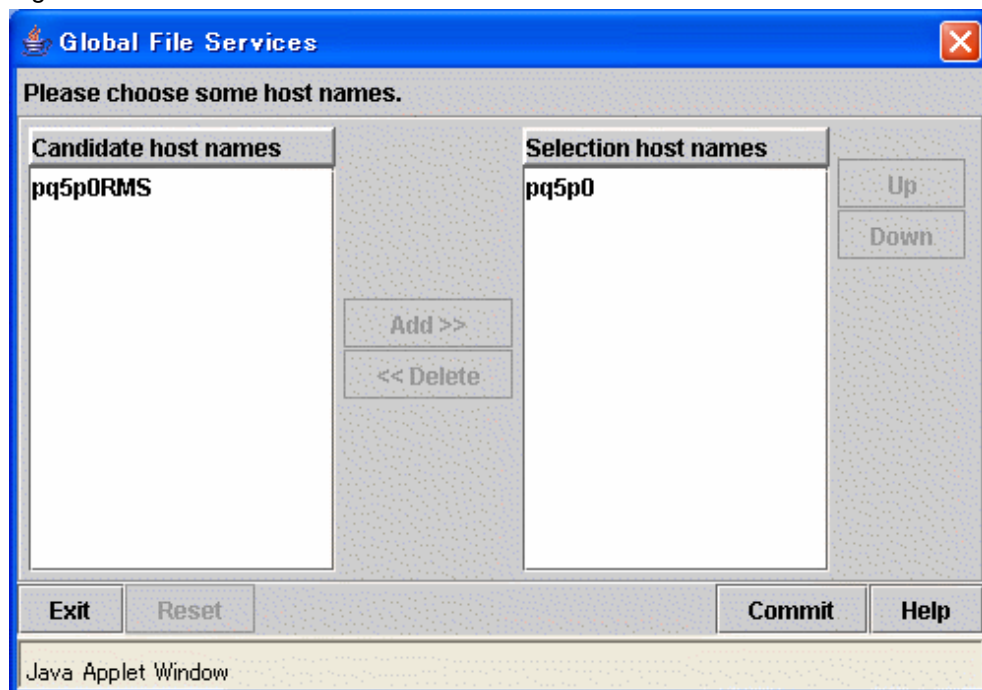 Global File Services
Please choose some host names.
Candidate host names
pq5p0RMS
Add >>
<< Delete
Selection host names
pq5p0
Up
Down
Exit
Reset
Commit
Help
Java Applet Window